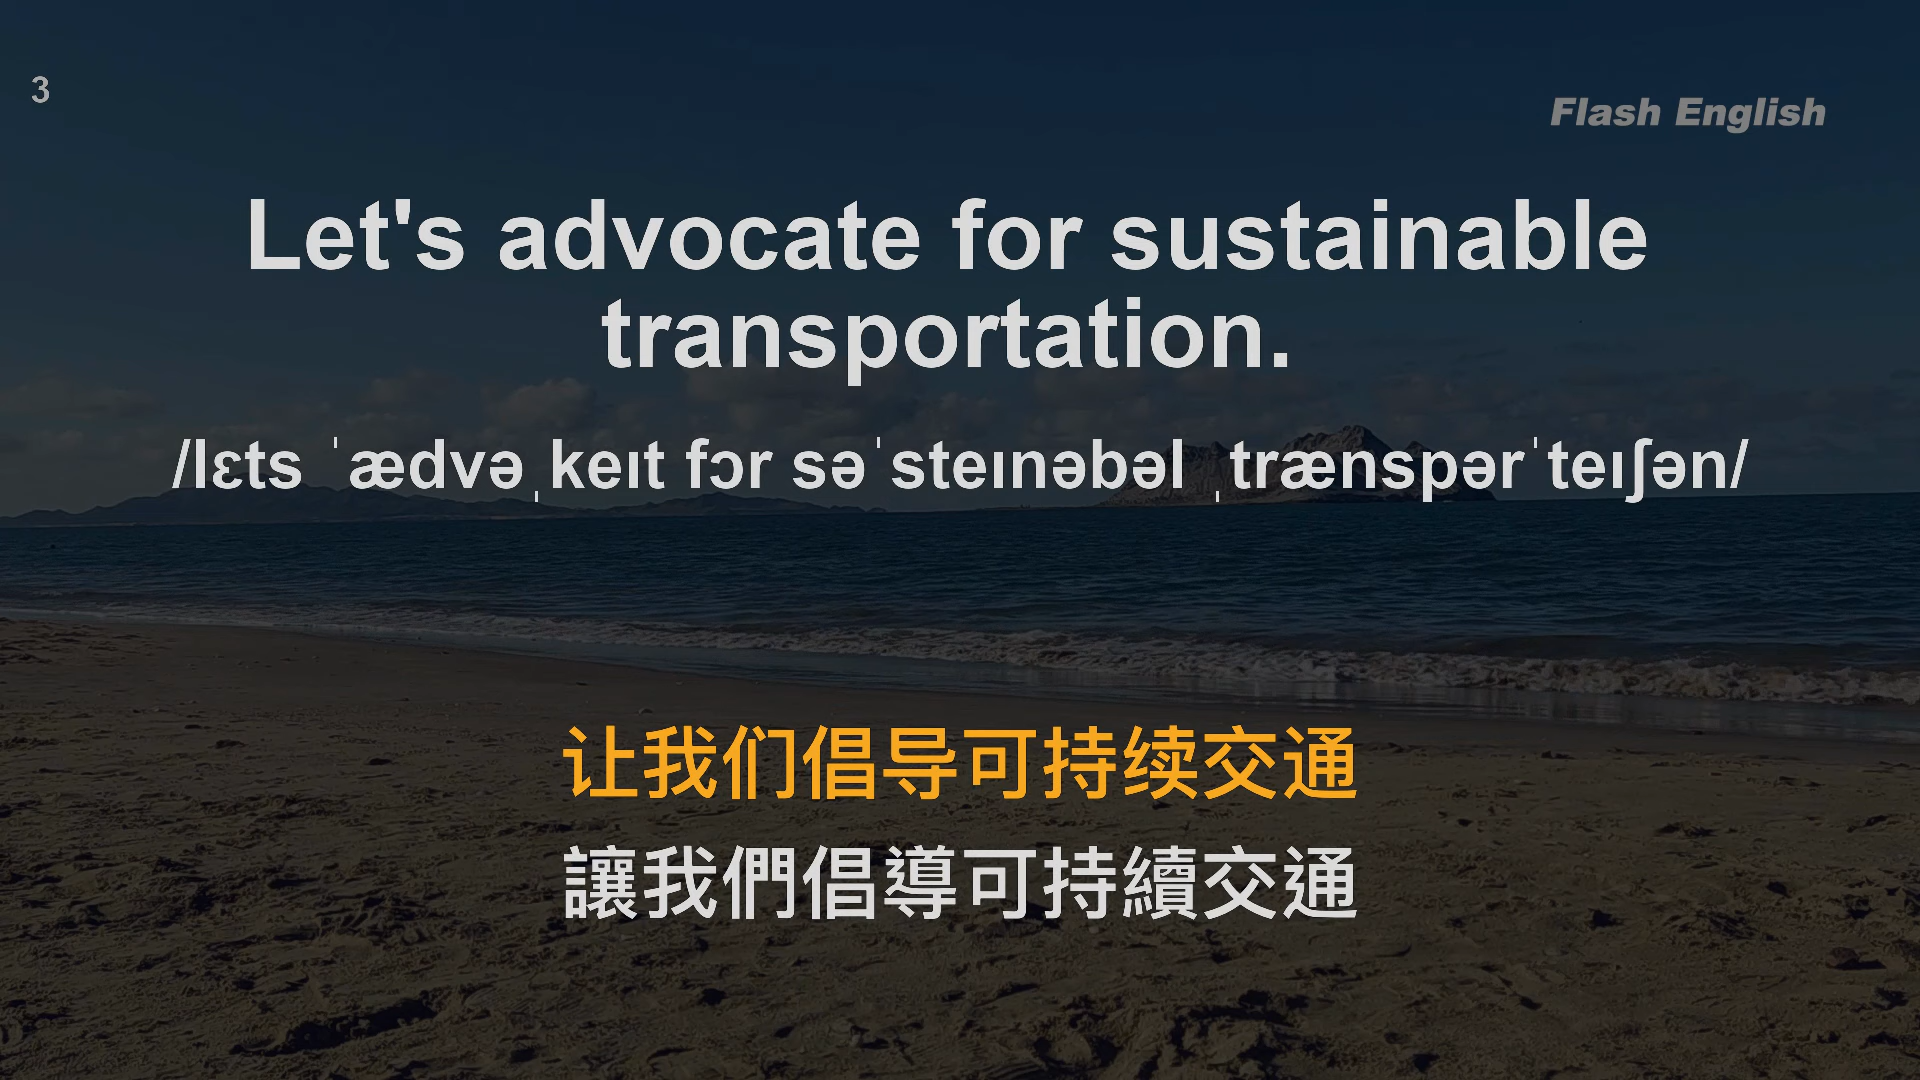 3
Flash English
Let's advocate for sustainable
transportation.
/lɛts ˈædvəˌkeɪt fɔr səˈsteɪnəbəl ˌtrænspərˈteɪʃən/
让我们倡导可持续交通
讓我們倡導可持續交通